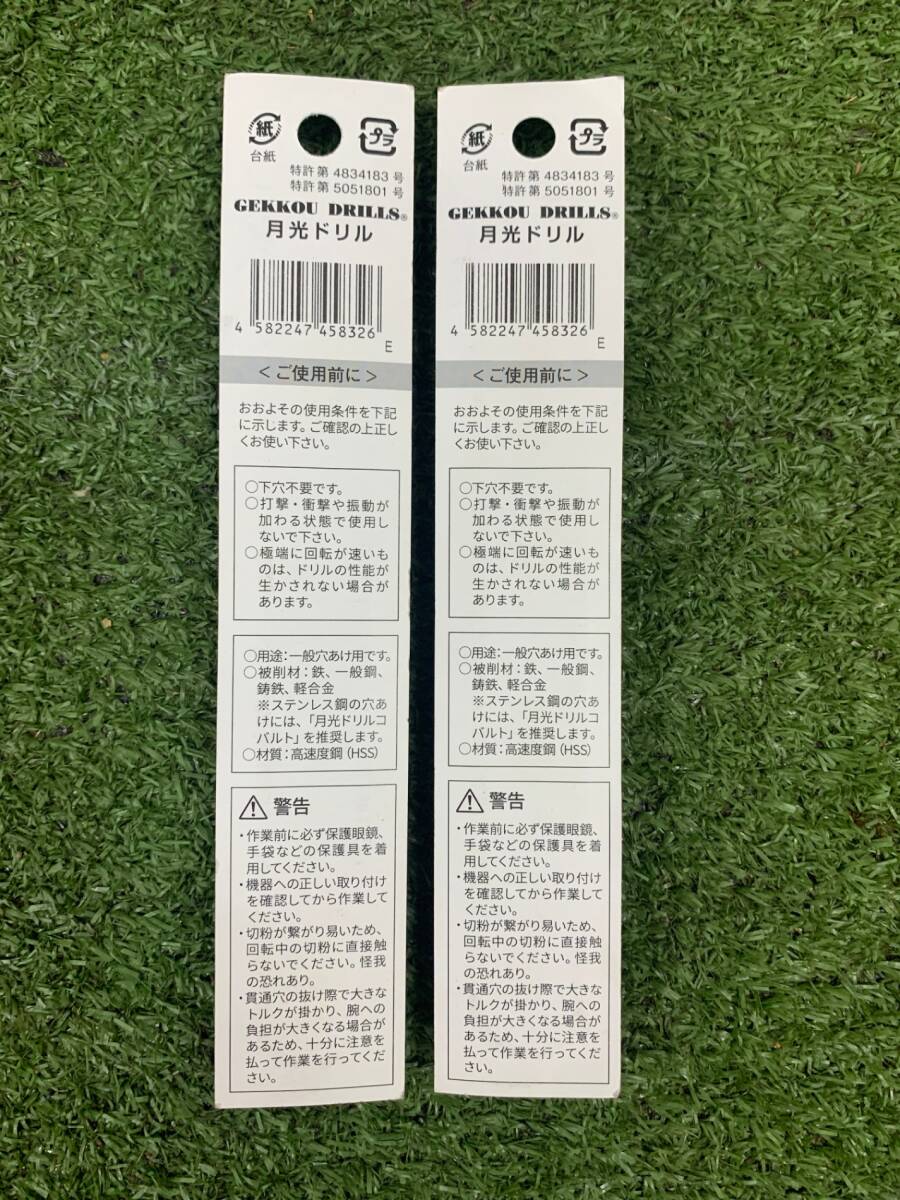 紙
台紙
プラ
特許第 4834183 号
特許第 5051801 号
GEKKOU DRILLS®
月光ドリル
4 582247 458326
E
＜ご使用前に＞
おおよその使用条件を下記
に示します。ご確認の上正し
くお使い下さい。
○下穴不要です。
○打撃・衝撃や振動が
加わる状態で使用し
ないで下さい。
○極端に回転が速いも
のは、ドリルの性能が
生かされない場合が
あります。
○用途：一般穴あけ用です。
○被削材：鉄、一般鋼、
鋳鉄、軽合金
※ステンレス鋼の穴あ
けには、「月光ドリルコ
バルト」を推奨します。
○材質：高速度鋼（HSS）
警告
・作業前に必ず保護眼鏡、
手袋などの保護具を着
用してください。
・機器への正しい取り付け
を確認してから作業して
ください。
・切粉が繋がり易いため、
回転中の切粉に直接触
らないでください。怪我
の恐れあり。
・貫通穴の抜け際で大きな
トルクが掛かり、腕への
負担が大きくなる場合が
あるため、十分に注意を
払って作業を行ってくだ
さい。
紙
台紙
プラ
特許第 4834183 号
特許第 5051801 号
GEKKOU DRILLS®
月光ドリル
4 582247 458326
E
＜ご使用前に＞
おおよその使用条件を下記
に示します。ご確認の上正し
くお使い下さい。
○下穴不要です。
○打撃・衝撃や振動が
加わる状態で使用し
ないで下さい。
○極端に回転が速いも
のは、ドリルの性能が
生かされない場合が
あります。
○用途：一般穴あけ用です。
○被削材：鉄、一般鋼、
鋳鉄、軽合金
※ステンレス鋼の穴あ
けには、「月光ドリルコ
バルト」を推奨します。
○材質：高速度鋼（HSS）
警告
・作業前に必ず保護眼鏡、
手袋などの保護具を着
用してください。
・機器への正しい取り付け
を確認してから作業して
ください。
・切粉が繋がり易いため、
回転中の切粉に直接触
らないでください。怪我
の恐れあり。
・貫通穴の抜け際で大きな
トルクが掛かり、腕への
負担が大きくなる場合が
あるため、十分に注意を
払って作業を行ってくだ
さい。